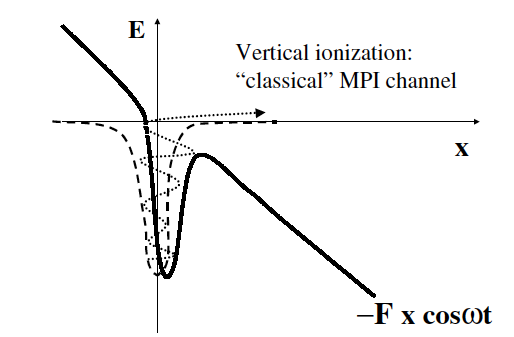 E
Vertical ionization:
“classical” MPI channel
x
−F x cosωt